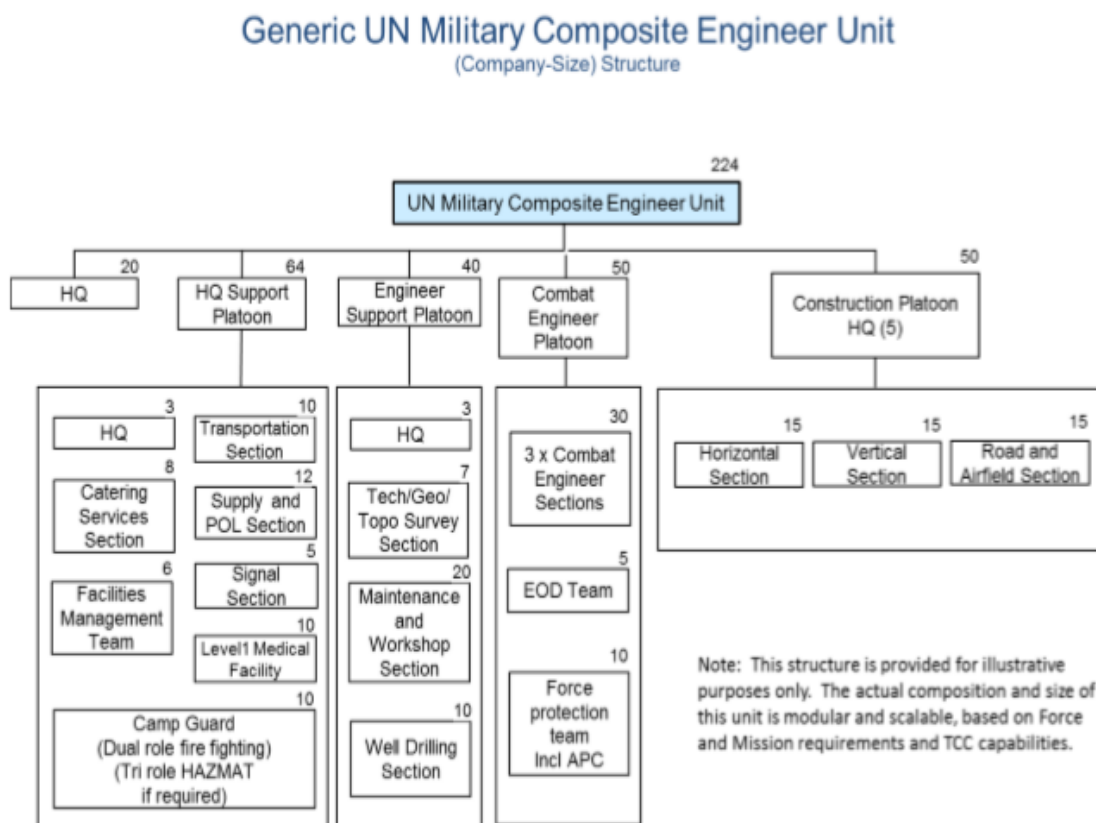 Generic UN Military Composite Engineer Unit
(Company-Size) Structure
224
UN Military Composite Engineer Unit
20
HQ
64
HQ Support
Platoon
40
Engineer
Support Platoon
50
Combat
Engineer
Platoon
50
Construction Platoon
HQ (5)
3
HQ
10
Transportation
Section
8
Catering
Services
Section
12
Supply and
POL Section
6
Facilities
Management
Team
5
Signal
Section
10
Level1 Medical
Facility
10
Camp Guard
(Dual role fire fighting)
(Tri role HAZMAT
if required)
3
HQ
7
Tech/Geo/
Topo Survey
Section
20
Maintenance
and
Workshop
Section
10
Well Drilling
Section
30
3 x Combat
Engineer
Sections
5
EOD Team
10
Force
protection
team
Incl APC
15
Horizontal
Section
15
Vertical
Section
15
Road and
Airfield Section
Note: This structure is provided for illustrative
purposes only. The actual composition and size of
this unit is modular and scalable, based on Force
and Mission requirements and TCC capabilities.